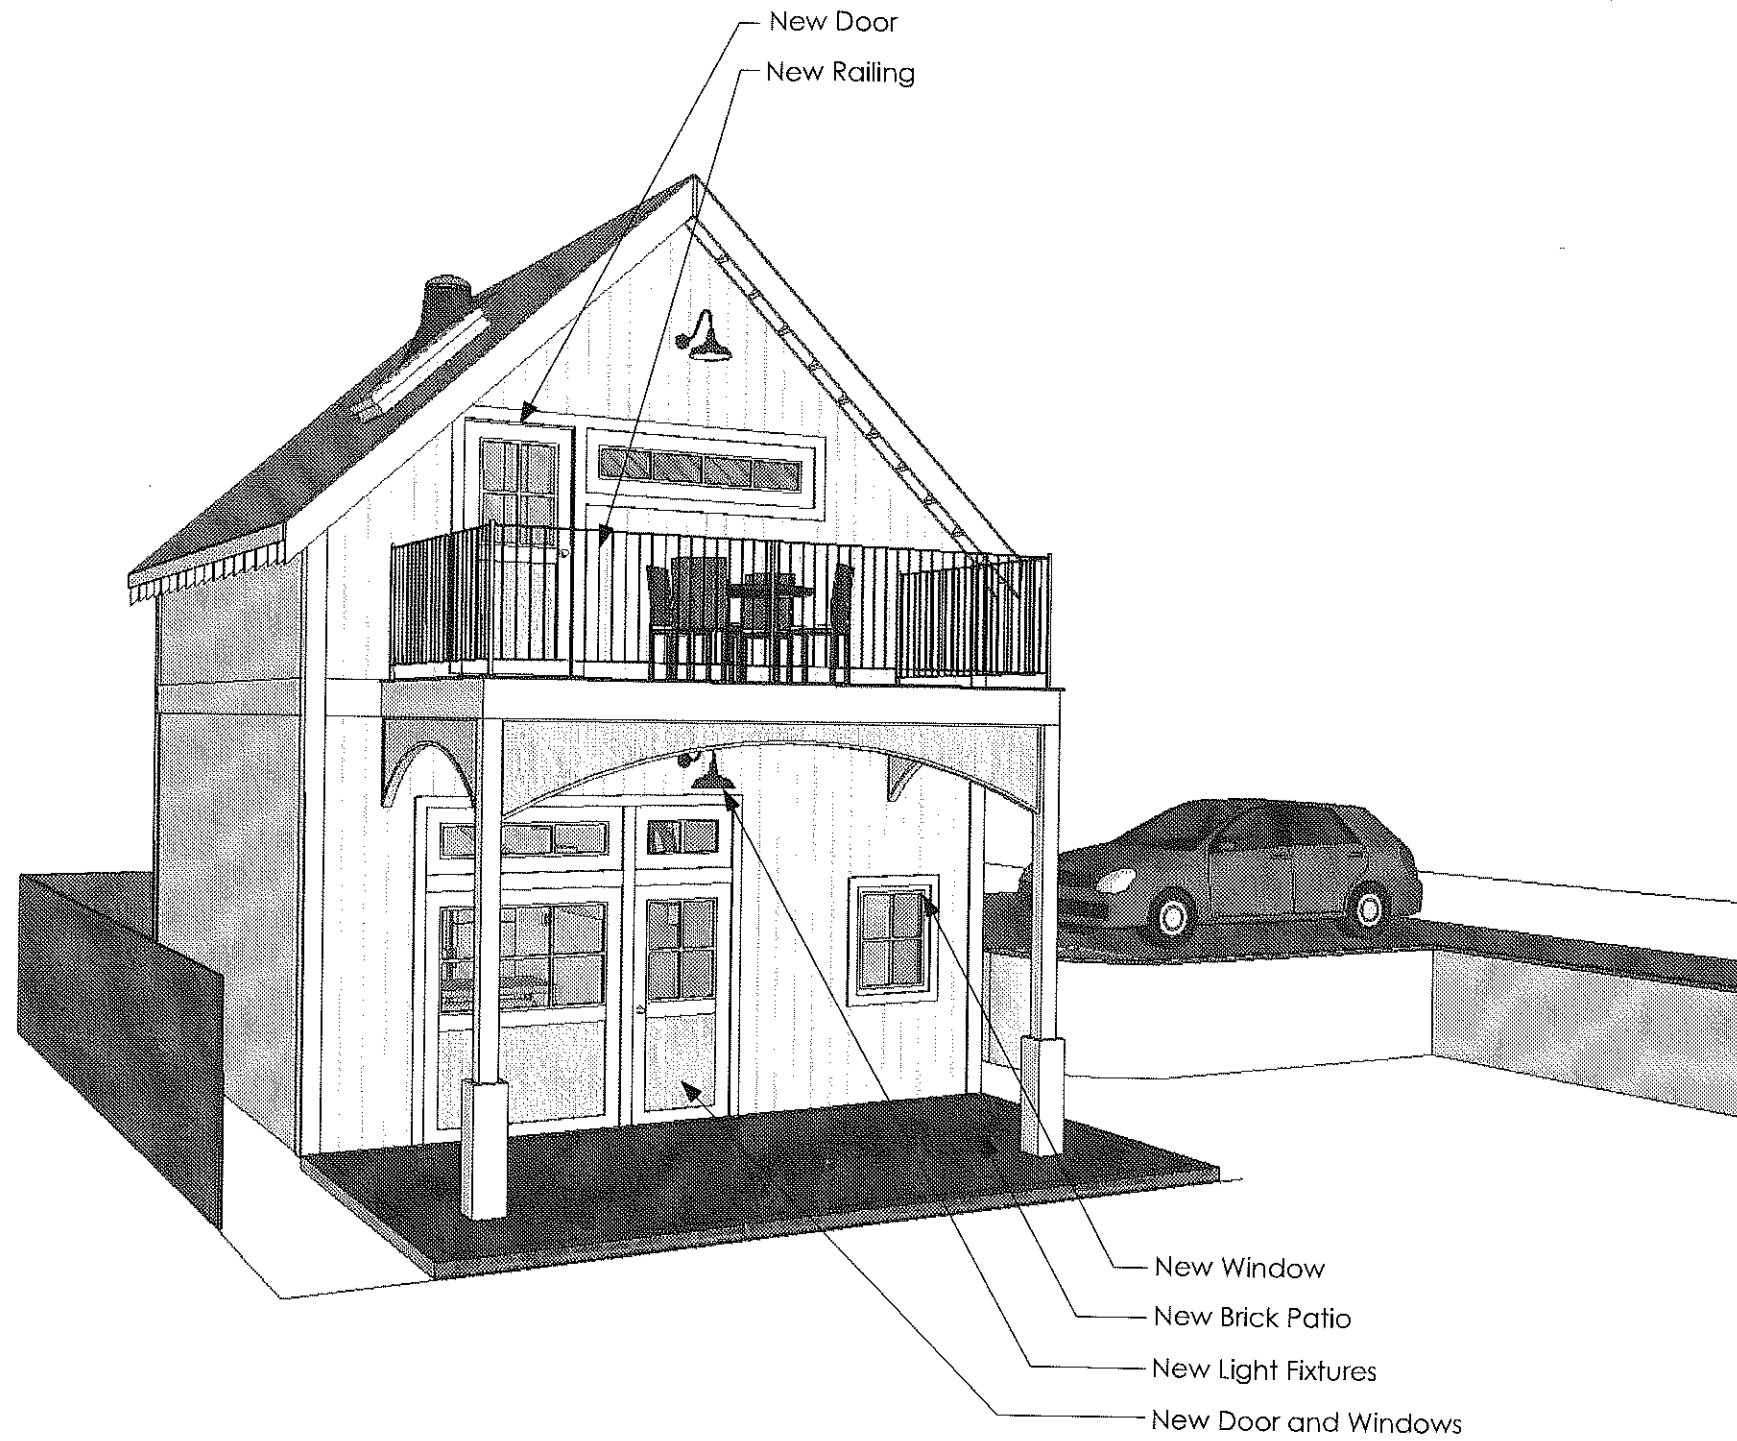 New Door
New Railing
New Window
New Brick Patio
New Light Fixtures
New Door and Windows